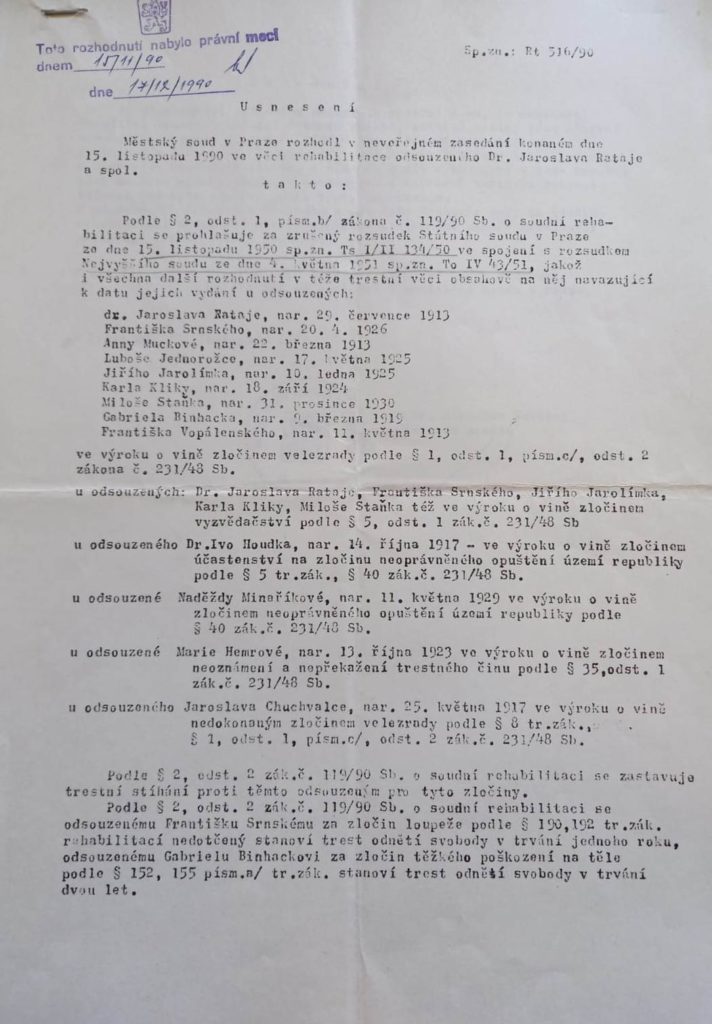 Toto rozhodnutí nabylo právní moci
dnem 15/11/90
dne 17/12/1990
Sp.zn.: Rt 316/90
U s n e s e n í
Městský soud v Praze rozhodl v neveřejném zasedání konaném dne
15. listopadu 1990 ve věci rehabilitace odsouzeného Dr. Jaroslava Rataje
a spol.
t a k t o :
Podle § 2, odst. 1, písm.b/ zákona č. 119/90 Sb. o soudní reha-
bilitaci se prohlašuje za zrušený rozsudek Státního soudu v Praze
ze dne 15. listopadu 1950 sp.zn. Ts I/II 134/50 ve spojení s rozsudkem
Nejvyššího soudu ze dne 4. května 1951 sp.zn. To IV 43/51, jakož
i všechna další rozhodnutí v téže trestní věci obsahově na něj navazující
k datu jejich vydání u odsouzených:
dr. Jaroslava Rataje, nar. 29. července 1913
Františka Srnského, nar. 20. 4. 1926
Anny Muckové, nar. 22. března 1913
Luboše Jednorožce, nar. 17. května 1925
Jiřího Jarolímka, nar. 10. ledna 1925
Karla Kliky, nar. 18. září 1924
Miloše Staňka, nar. 31. prosince 1930
Gabriela Binhacka, nar. 9. března 1919
Františka Vopálenského, nar. 11. května 1913
ve výroku o vině zločinem velezrady podle § 1, odst. 1, písm.c/, odst. 2
zákona č. 231/48 Sb.
u odsouzených: Dr. Jaroslava Rataje, Františka Srnského, Jiřího Jarolímka,
Karla Kliky, Miloše Staňka též ve výroku o vině zločinem
vyzvědačství podle § 5, odst. 1 zák.č. 231/48 Sb
u odsouzeného Dr.Ivo Houdka, nar. 14. října 1917 - ve výroku o vině zločinem
účastenství na zločinu neoprávněného opuštění území republiky
podle § 5 tr.zák., § 40 zák.č. 231/48 Sb.
u odsouzené Naděždy Minaříkové, nar. 11. května 1929 ve výroku o vině
zločinem neoprávněného opuštění území republiky podle
§ 40 zák.č. 231/48 Sb.
u odsouzené Marie Hemrové, nar. 13. října 1923 ve výroku o vině zločinem
neoznámení a nepřekažení trestného činu podle § 35,odst. 1
zák.č. 231/48 Sb.
u odsouzeného Jaroslava Chuchvalce, nar. 25. května 1917 ve výroku o vině
nedokonaným zločinem velezrady podle § 8 tr.zák.,
§ 1, odst. 1, písm.c/, odst. 2 zák.č. 231/48 Sb.
Podle § 2, odst. 2 zák.č. 119/90 Sb. o soudní rehabilitaci se zastavuje
trestní stíhání proti těmto odsouzeným pro tyto zločiny.
Podle § 2, odst. 2 zák.č. 119/90 Sb. o soudní rehabilitaci se
odsouzenému Františku Srnskému za zločin loupeže podle § 190,192 tr.zák.
rehabilitací nedotčený stanoví trest odnětí svobody v trvání jednoho roku,
odsouzenému Gabrielu Binhackovi za zločin těžkého poškození na těle
podle § 152, 155 písm.a/ tr.zák. stanoví trest odnětí svobody v trvání
dvou let.